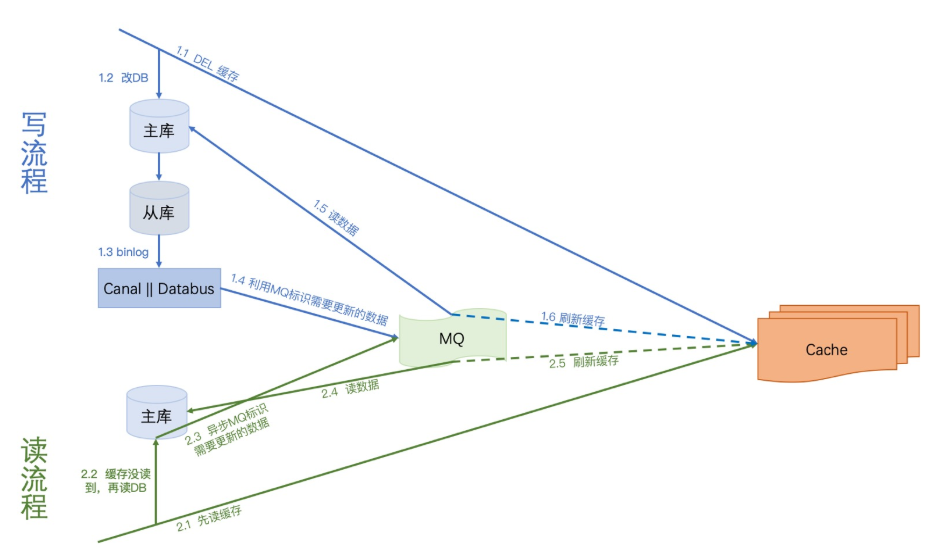 1.1 DEL 缓存
1.2 改DB
写流程
主库
从库
1.5 读数据
1.3 binlog
Canal || Databus
1.4 利用MQ标识需要更新的数据
1.6 刷新缓存
MQ
Cache
2.5 刷新缓存
2.4 读数据
主库
2.3 异步MQ标识
需要更新的数据
读流程
2.2 缓存没读
到，再读DB
2.1 先读缓存